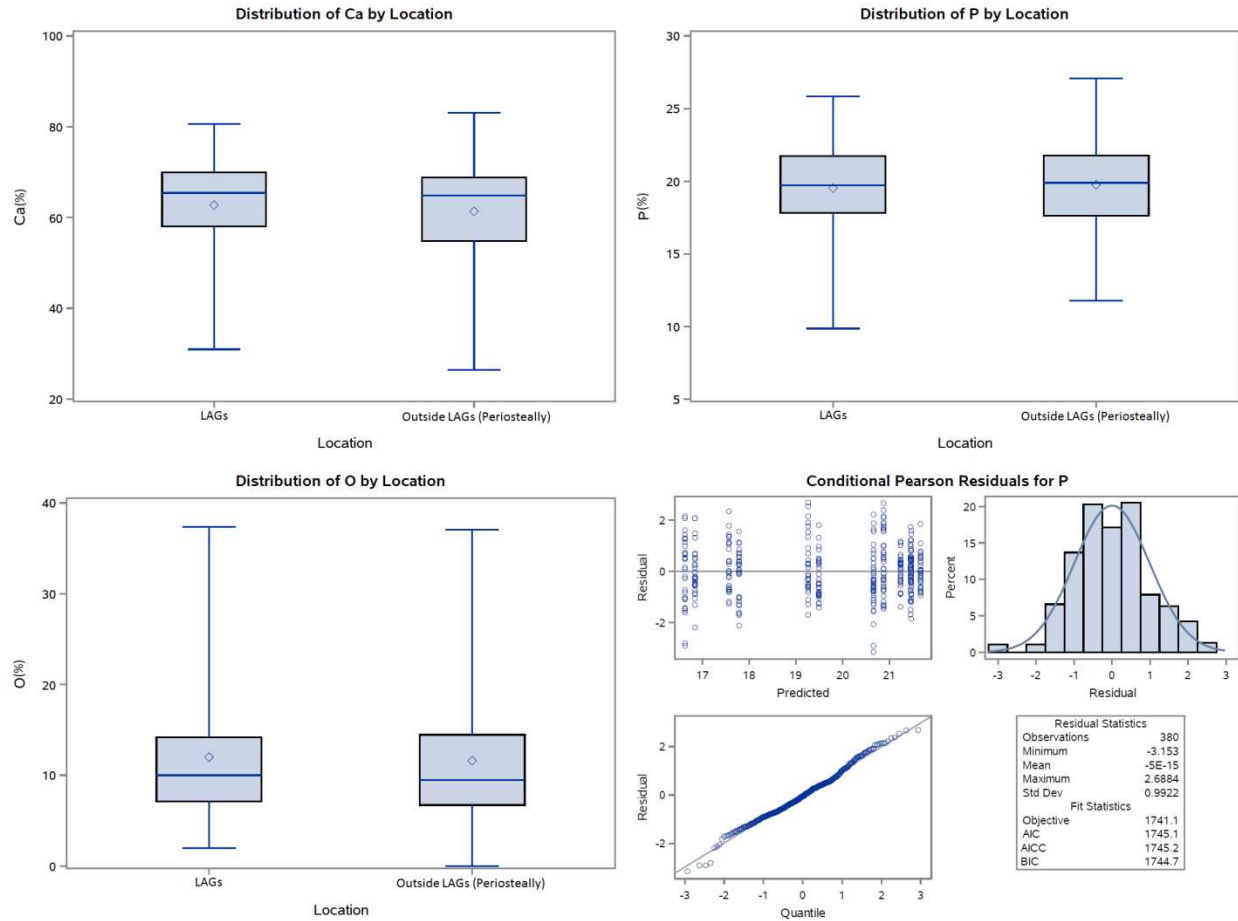 Distribution of Ca by Location
100
80
60
40
20
Ca(%)
LAGs
Outside LAGs (Periosteally)
Location
Distribution of P by Location
30
25
20
15
10
5
P(%)
LAGs
Outside LAGs (Periosteally)
Location
Distribution of O by Location
40
30
20
10
0
O(%)
LAGs
Outside LAGs (Periosteally)
Location
Conditional Pearson Residuals for P
2
0
-2
Residual
17 18 19 20 21
Predicted
20
15
10
5
0
Percent
-3 -2 -1 0 1 2 3
Residual
2
0
-2
Residual
-3 -2 -1 0 1 2 3
Quantile
Residual Statistics
Observations 380
Minimum -3.153
Mean -5E-15
Maximum 2.6884
Std Dev 0.9922
Fit Statistics
Objective 1741.1
AIC 1745.1
AICC 1745.2
BIC 1744.7